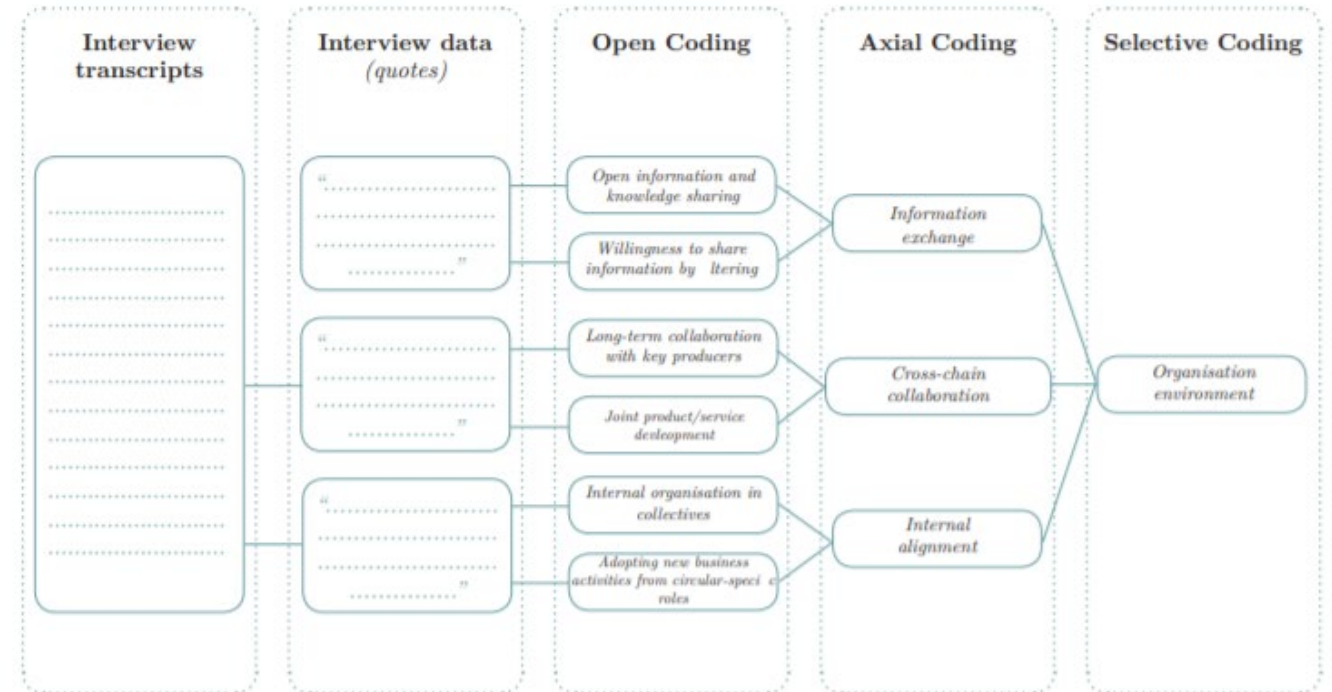 Interview
transcripts
Interview data
(quotes)
Open Coding
Axial Coding
Selective Coding
“
”
“
”
“
”
Open information and
knowledge sharing
Willingness to share
information by ltering
Long-term collaboration
with key producers
Joint product/service
devleopment
Internal organisation in
collectives
Adopting new business
activities from circular-speci c
roles
Information
exchange
Cross-chain
collaboration
Internal
alignment
Organisation
environment